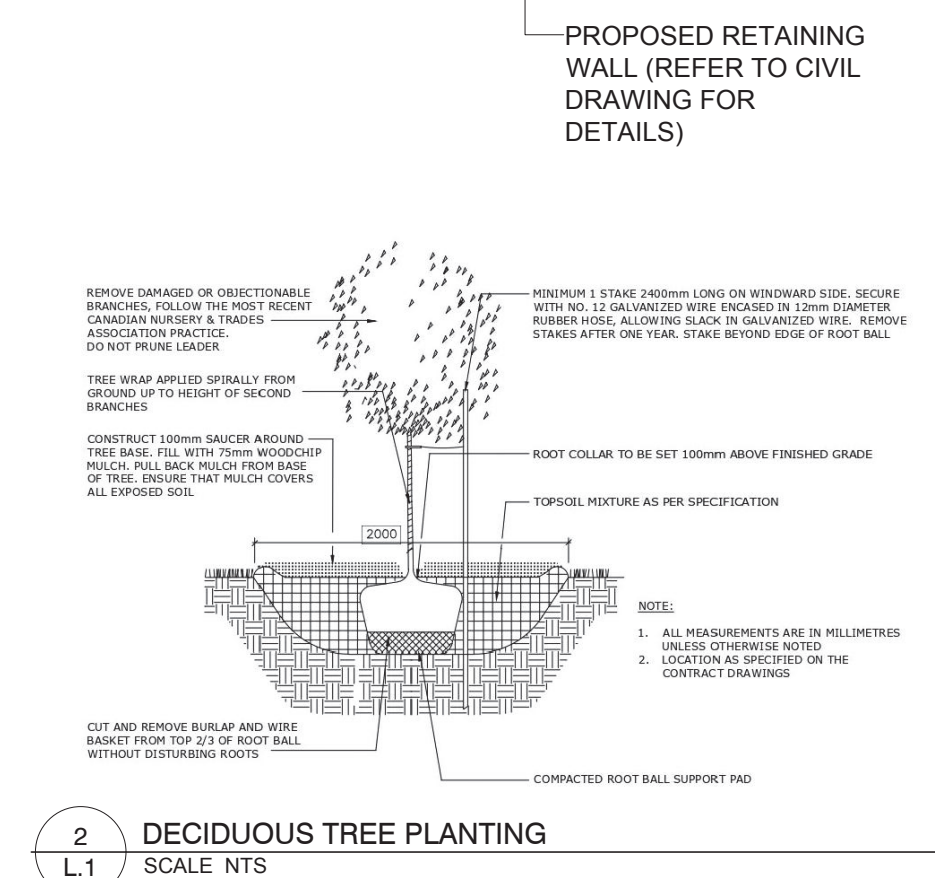 PROPOSED RETAINING
WALL (REFER TO CIVIL
DRAWING FOR
DETAILS)
REMOVE DAMAGED OR OBJECTIONABLE
BRANCHES, FOLLOW THE MOST RECENT
CANADIAN NURSERY & TRADES
ASSOCIATION PRACTICE.
DO NOT PRUNE LEADER
TREE WRAP APPLIED SPIRALLY FROM
GROUND UP TO HEIGHT OF SECOND
BRANCHES
CONSTRUCT 100mm SAUCER AROUND
TREE BASE. FILL WITH 75mm WOODCHIP
MULCH. PULL BACK MULCH FROM BASE
OF TREE. ENSURE THAT MULCH COVERS
ALL EXPOSED SOIL
2000
MINIMUM 1 STAKE 2400mm LONG ON WINDWARD SIDE. SECURE
WITH NO. 12 GALVANIZED WIRE ENCASED IN 12mm DIAMETER
RUBBER HOSE, ALLOWING SLACK IN GALVANIZED WIRE. REMOVE
STAKES AFTER ONE YEAR. STAKE BEYOND EDGE OF ROOT BALL
ROOT COLLAR TO BE SET 100mm ABOVE FINISHED GRADE
TOPSOIL MIXTURE AS PER SPECIFICATION
NOTE:
1. ALL MEASUREMENTS ARE IN MILLIMETRES
UNLESS OTHERWISE NOTED
2. LOCATION AS SPECIFIED ON THE
CONTRACT DRAWINGS
CUT AND REMOVE BURLAP AND WIRE
BASKET FROM TOP 2/3 OF ROOT BALL
WITHOUT DISTURBING ROOTS
COMPACTED ROOT BALL SUPPORT PAD
2
L.1
DECIDUOUS TREE PLANTING
SCALE NTS